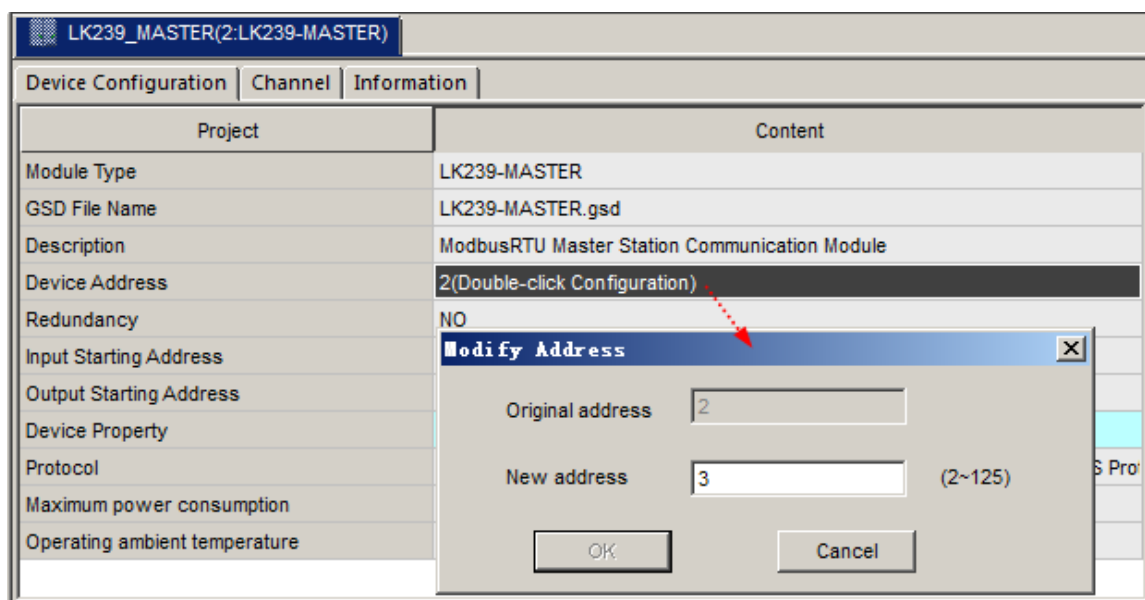 LK239_MASTER(2:LK239-MASTER)
Device Configuration Channel Information
Project Content
Module Type LK239-MASTER
GSD File Name LK239-MASTER.gsd
Description ModbusRTU Master Station Communication Module
Device Address 2(Double-click Configuration)
Redundancy NO
Input Starting Address
Output Starting Address
Device Property
Protocol
Maximum power consumption
Operating ambient temperature
Modify Address
Original address 2
New address 3 (2~125)
OK Cancel